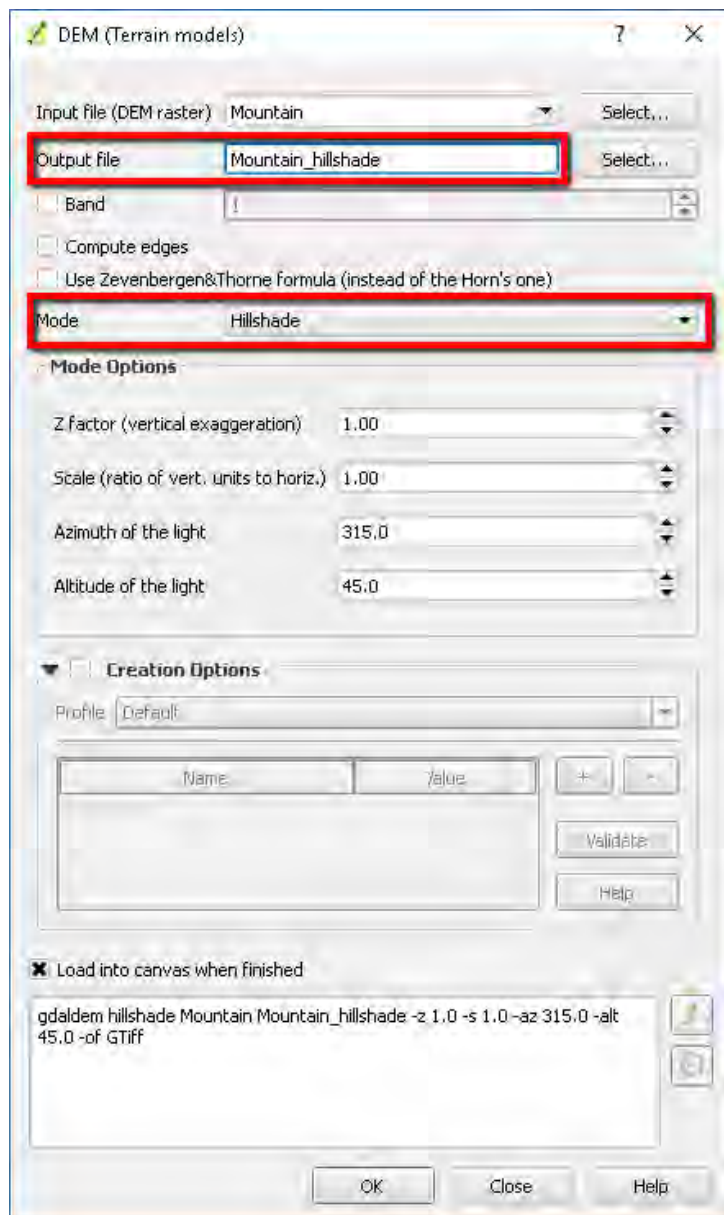 DEM (Terrain models) ? ×
Input file (DEM raster) Mountain Select...
Output file Mountain_hillshade Select...
Band 1
Compute edges
Use Zevenbergen&Thorne formula (instead of the Horn's one)
Mode Hillshade
Mode Options
Z factor (vertical exaggeration) 1.00
Scale (ratio of vert. units to horiz.) 1.00
Azimuth of the light 315.0
Altitude of the light 45.0
Creation Options
Profile Default
Name Value + -
Validate
Help
Load into canvas when finished
gdaldem hillshade Mountain Mountain_hillshade -z 1.0 -s 1.0 -az 315.0 -alt
45.0 -of GTiff
OK Close Help